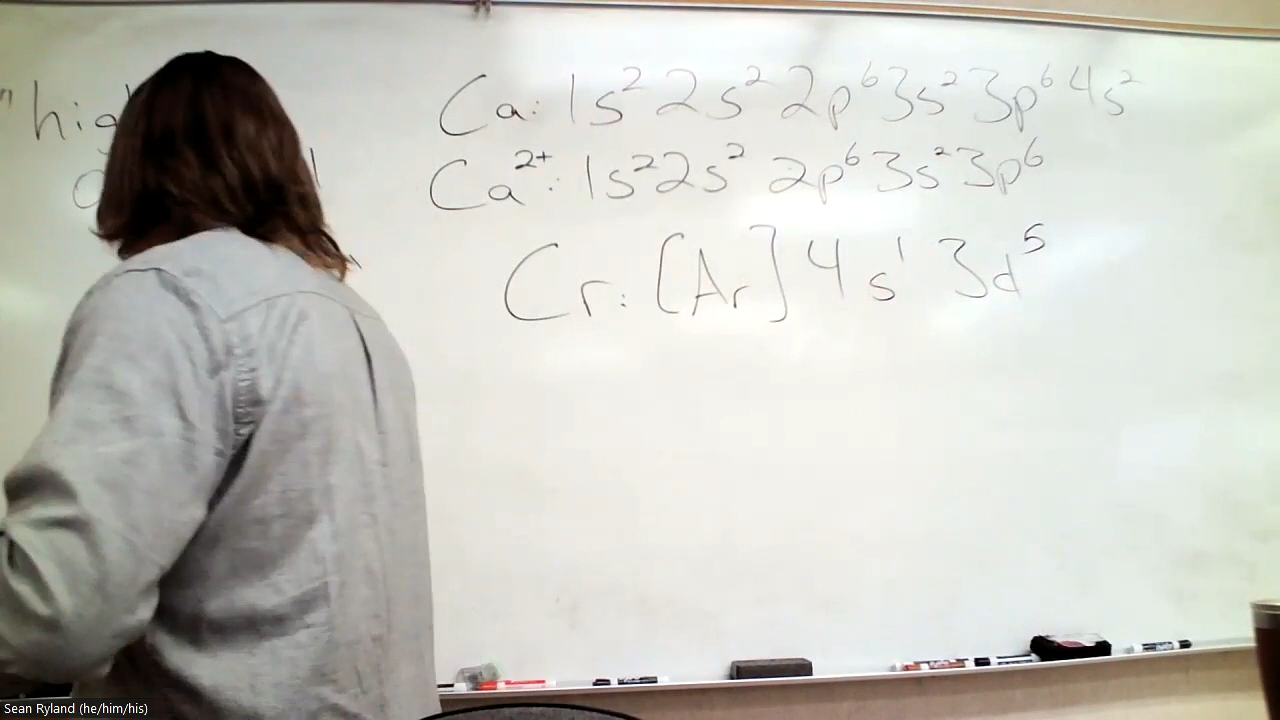 Ca: 1s² 2s² 2p⁶ 3s² 3p⁶ 4s²
Ca²⁺: 1s² 2s² 2p⁶ 3s² 3p⁶
Cr: [Ar] 4s¹ 3d⁵
Sean Ryland (he/him/his)